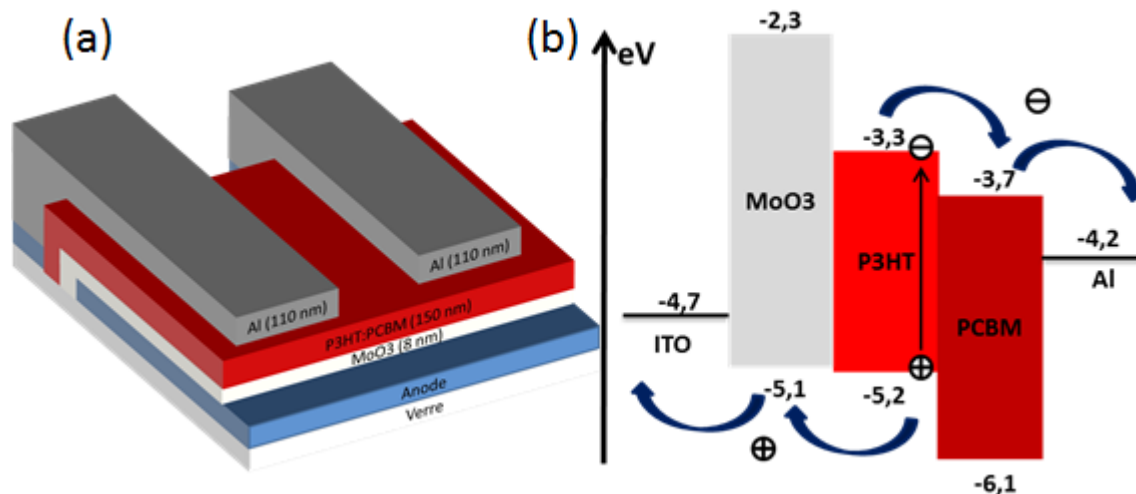 (a)
Al (110 nm)
Al (110 nm)
P3HT:PCBM (150 nm)
MoO3 (8 nm)
Anode
Verre
(b)
eV
-2,3
-3,3
-3,7
MoO3
P3HT
-4,2
Al
-4,7
ITO
PCBM
-5,1
-5,2
-6,1